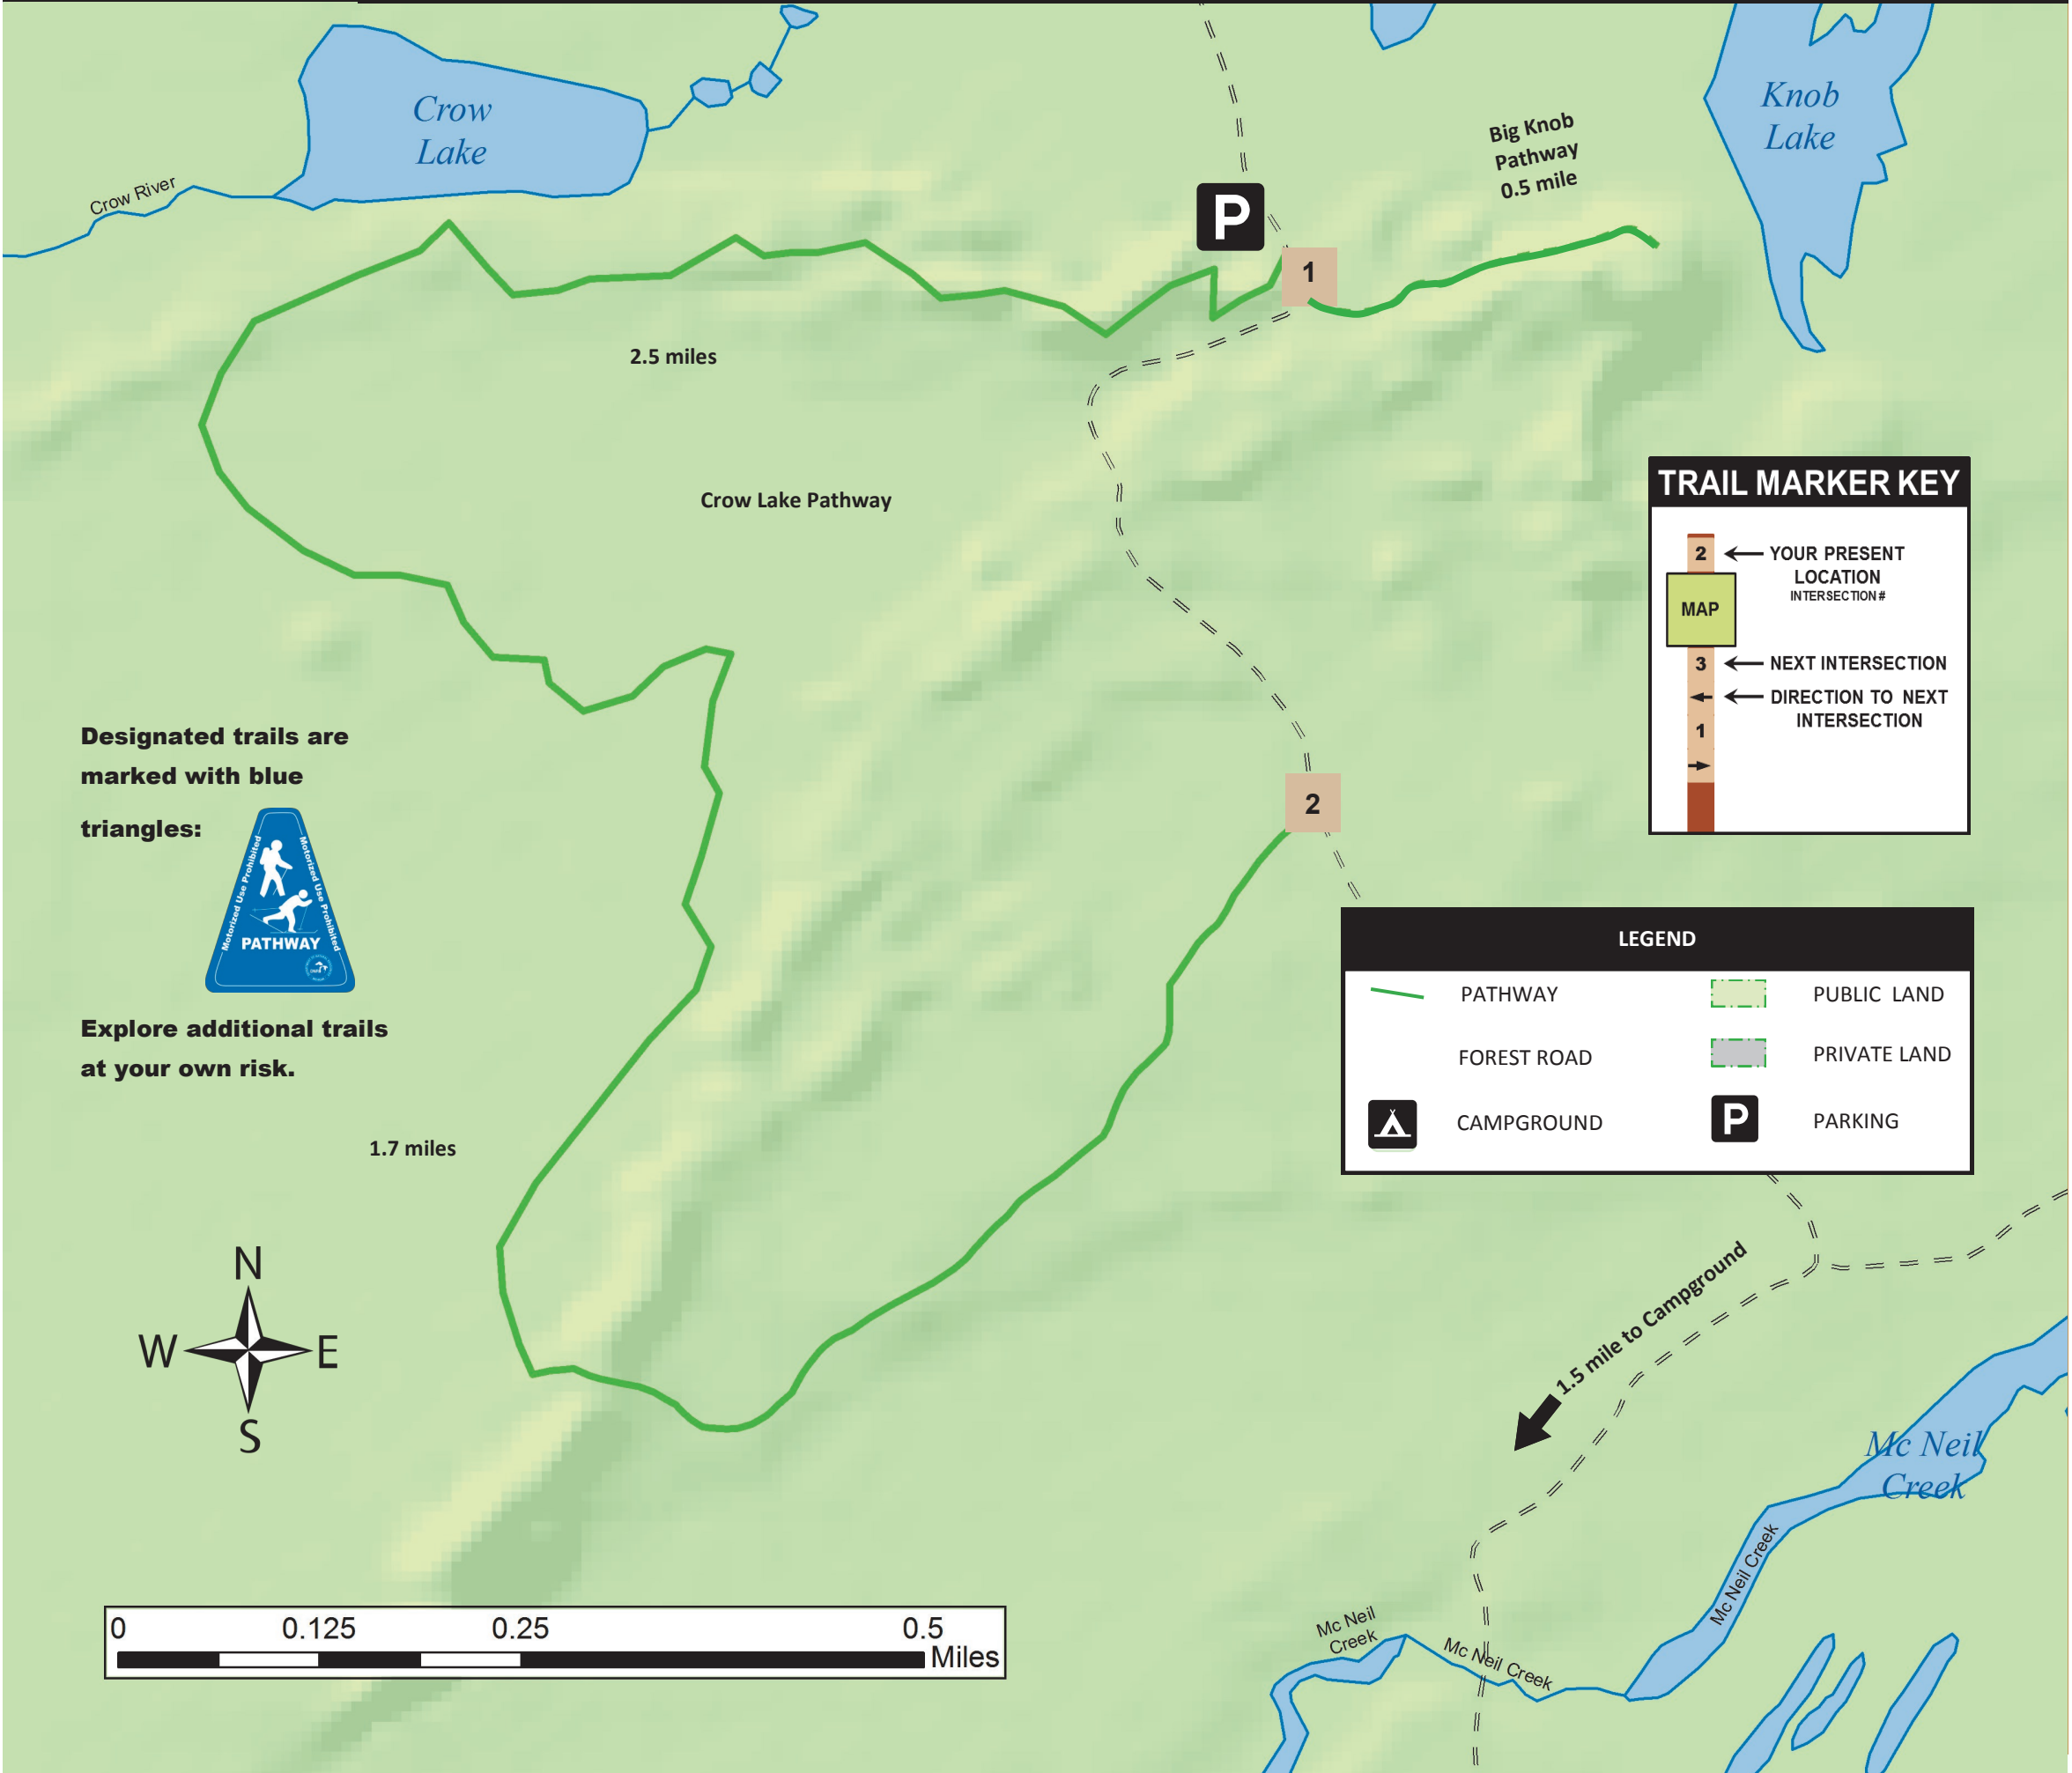 Crow
Lake
Crow River
Knob
Lake
Big Knob
Pathway
0.5 mile
P
1
2.5 miles
Crow Lake Pathway
TRAIL MARKER KEY
2
YOUR PRESENT
LOCATION
INTERSECTION #
MAP
3
NEXT INTERSECTION
DIRECTION TO NEXT
INTERSECTION
1
Designated trails are
marked with blue
triangles:
Motorized Use Prohibited
Motorized Use Prohibited
PATHWAY
Explore additional trails
at your own risk.
2
LEGEND
PATHWAY
PUBLIC LAND
FOREST ROAD
PRIVATE LAND
CAMPGROUND
P
PARKING
1.7 miles
N
W
E
S
1.5 mile to Campground
Mc Neil
Creek
Mc Neil Creek
Mc Neil
Creek
Mc Neil Creek
0
0.125
0.25
0.5
Miles